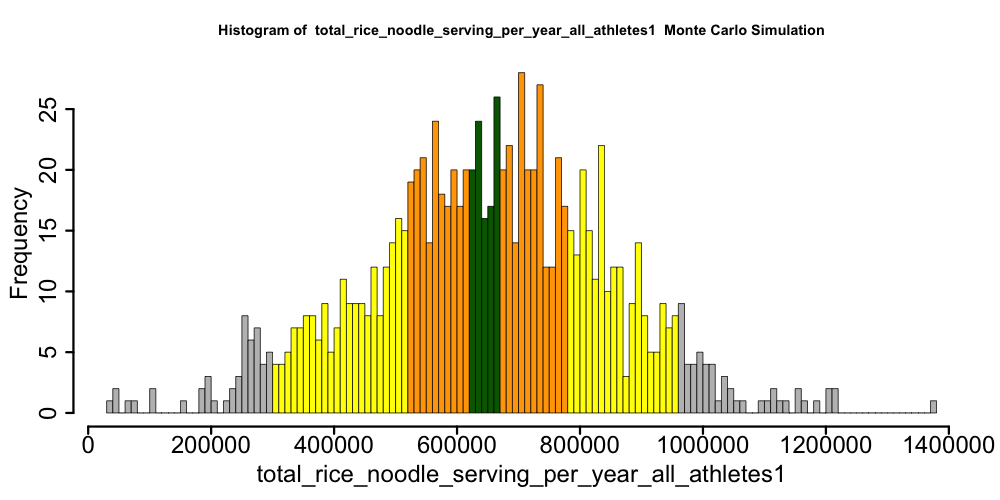 Histogram of  total_rice_noodle_serving_per_year_all_athletes1  Monte Carlo Simulation
25
20
15
10
5
0
Frequency
0 200000 400000 600000 800000 1000000 1200000 1400000
total_rice_noodle_serving_per_year_all_athletes1